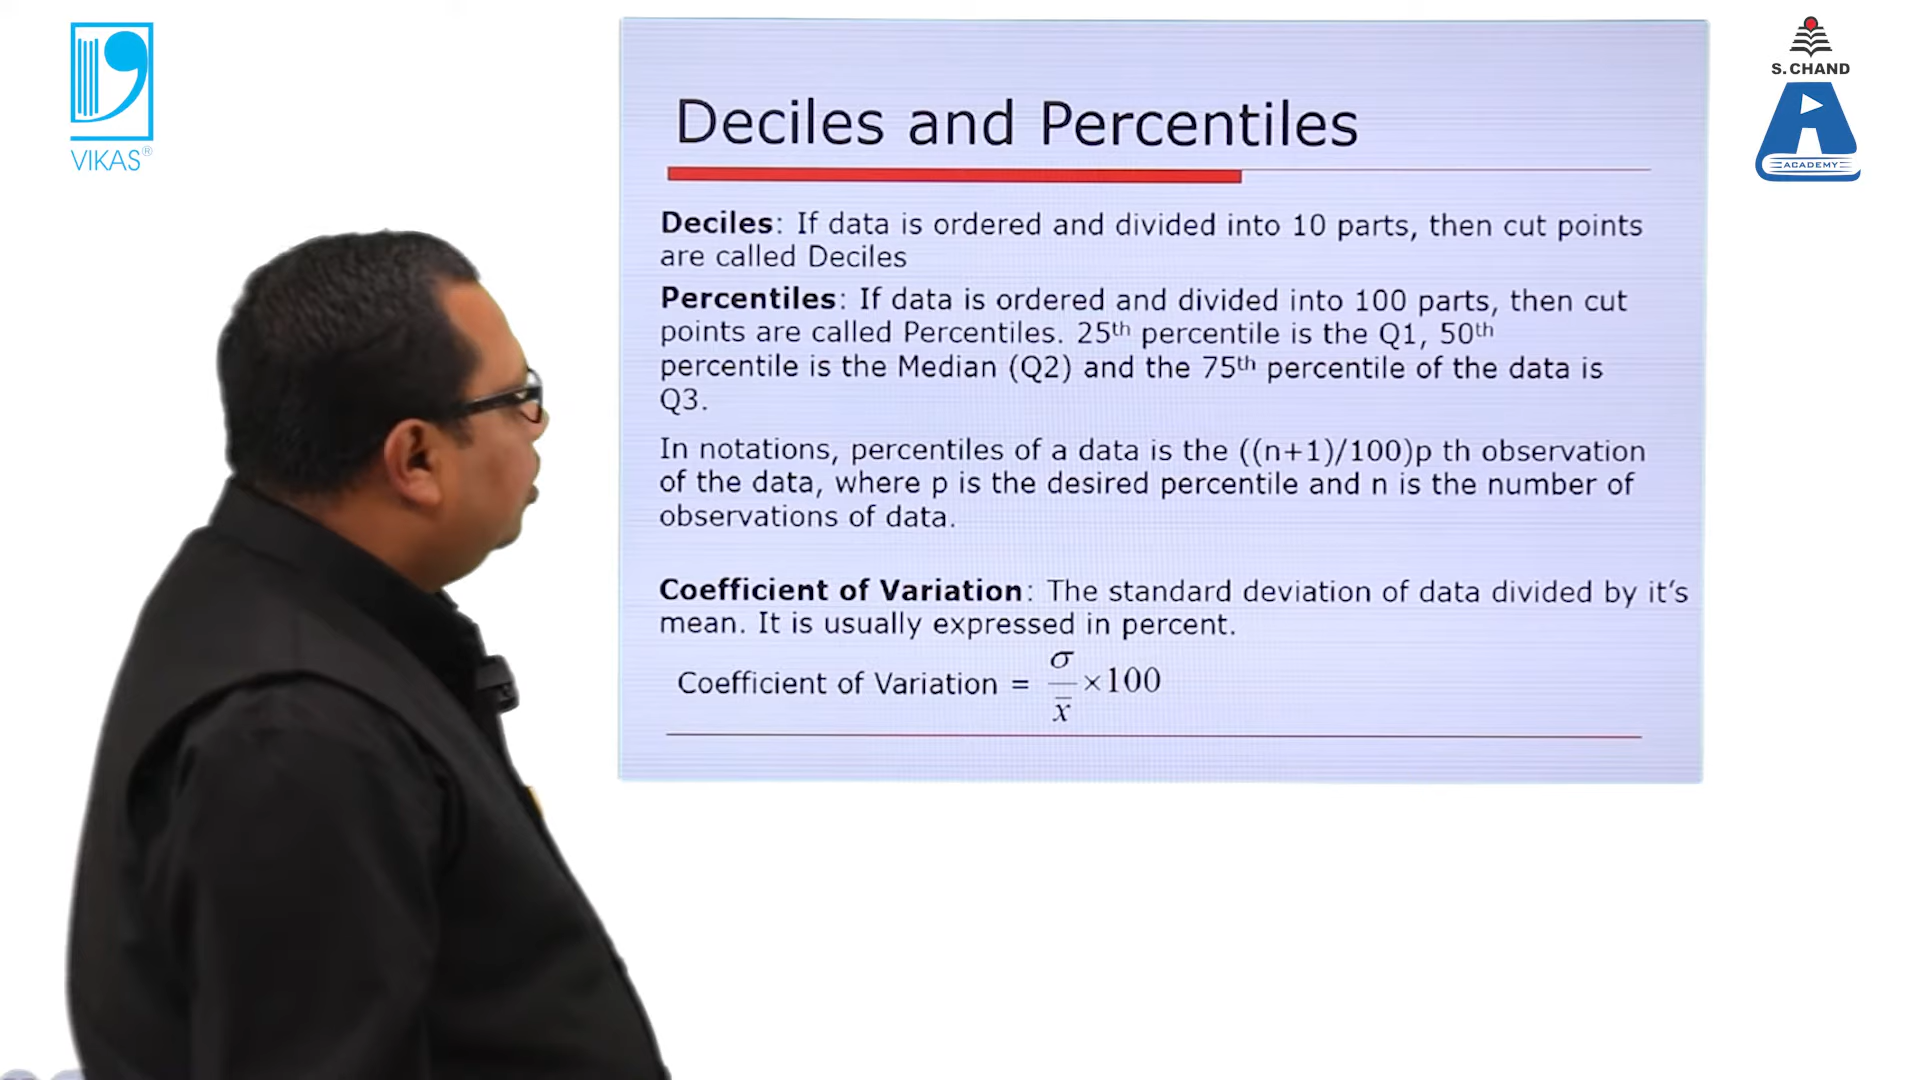 VIKAS®
S. CHAND
ACADEMY
Deciles and Percentiles
Deciles: If data is ordered and divided into 10 parts, then cut points
are called Deciles
Percentiles: If data is ordered and divided into 100 parts, then cut
points are called Percentiles. 25th percentile is the Q1, 50th
percentile is the Median (Q2) and the 75th percentile of the data is
Q3.
In notations, percentiles of a data is the ((n+1)/100)p th observation
of the data, where p is the desired percentile and n is the number of
observations of data.
Coefficient of Variation: The standard deviation of data divided by it’s
mean. It is usually expressed in percent.
Coefficient of Variation = σ/x̄ ×100